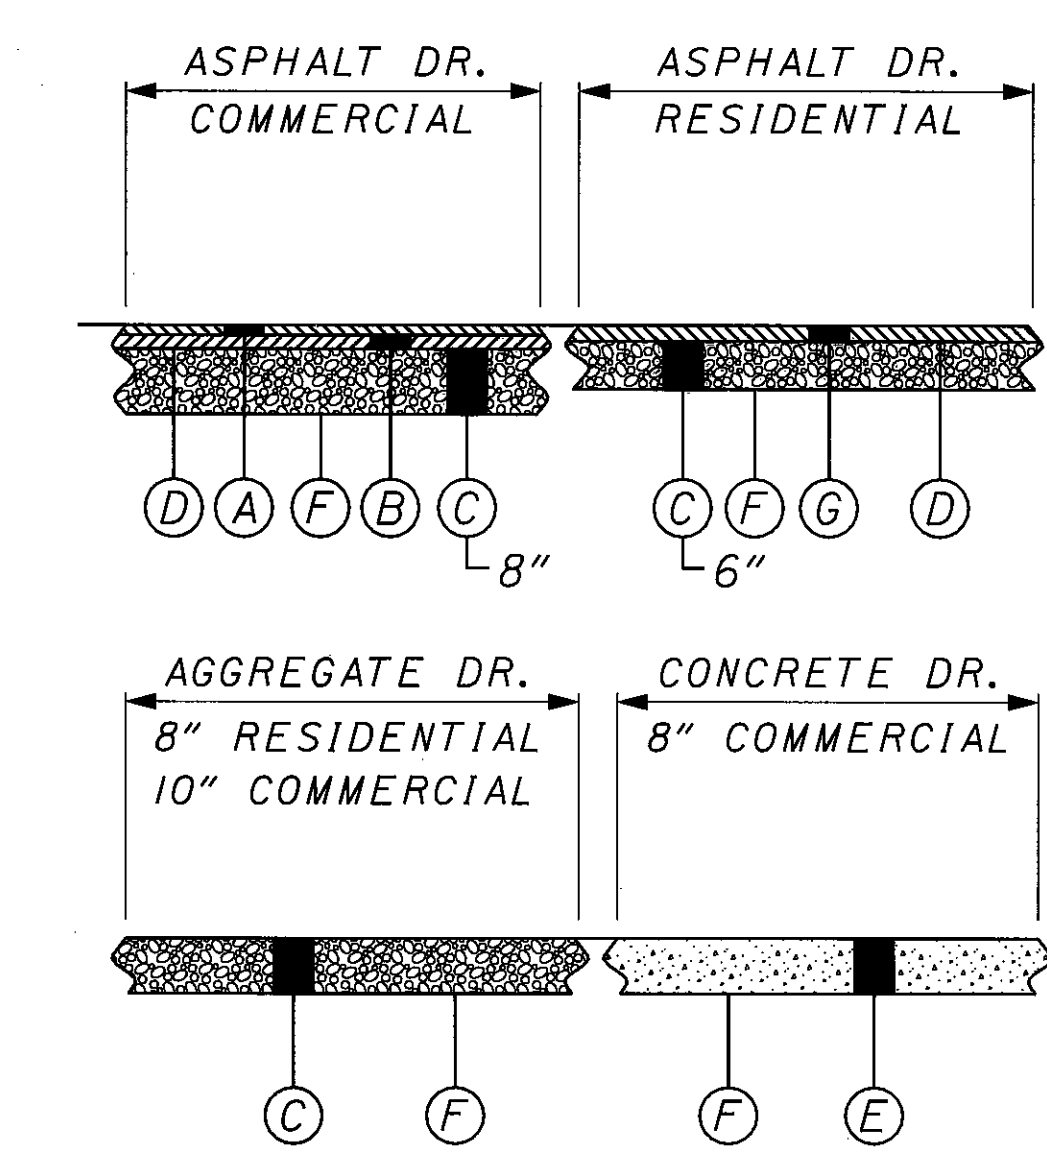 ASPHALT DR.
COMMERCIAL
ASPHALT DR.
RESIDENTIAL
D A F B C
8"
C F G D
6"
AGGREGATE DR.
8" RESIDENTIAL
10" COMMERCIAL
CONCRETE DR.
8" COMMERCIAL
C F
F E